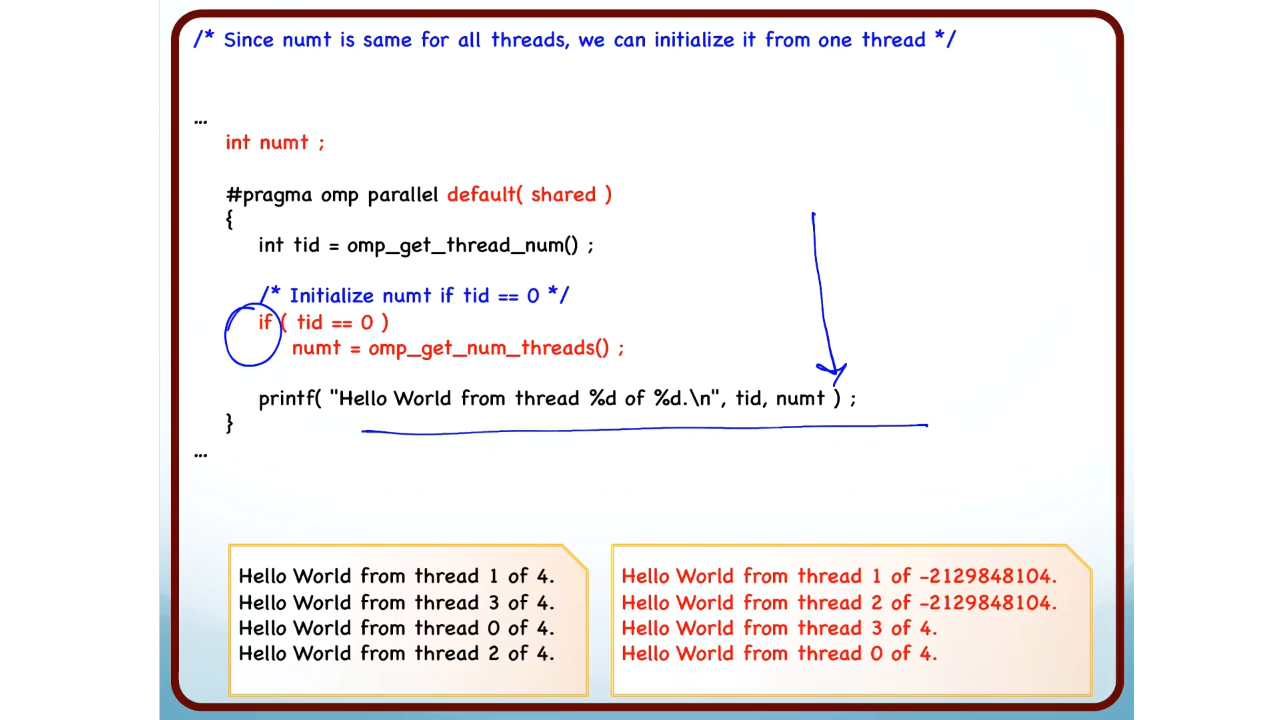 /* Since numt is same for all threads, we can initialize it from one thread */
...
int numt ;
#pragma omp parallel default( shared )
{
int tid = omp_get_thread_num() ;
/* Initialize numt if tid == 0 */
if ( tid == 0 )
numt = omp_get_num_threads() ;
printf( "Hello World from thread %d of %d.\n", tid, numt ) ;
}
...
Hello World from thread 1 of 4.
Hello World from thread 3 of 4.
Hello World from thread 0 of 4.
Hello World from thread 2 of 4.
Hello World from thread 1 of -2129848104.
Hello World from thread 2 of -2129848104.
Hello World from thread 3 of 4.
Hello World from thread 0 of 4.